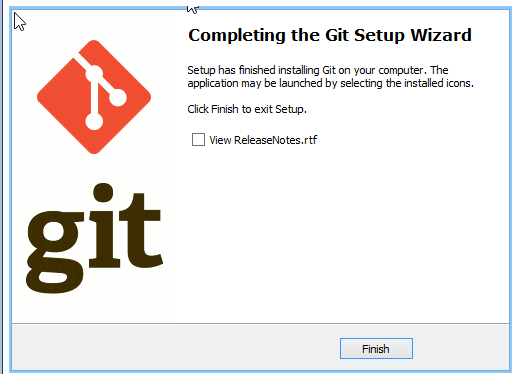 Completing the Git Setup Wizard
Setup has finished installing Git on your computer. The
application may be launched by selecting the installed icons.
Click Finish to exit Setup.
View ReleaseNotes.rtf
git
Finish